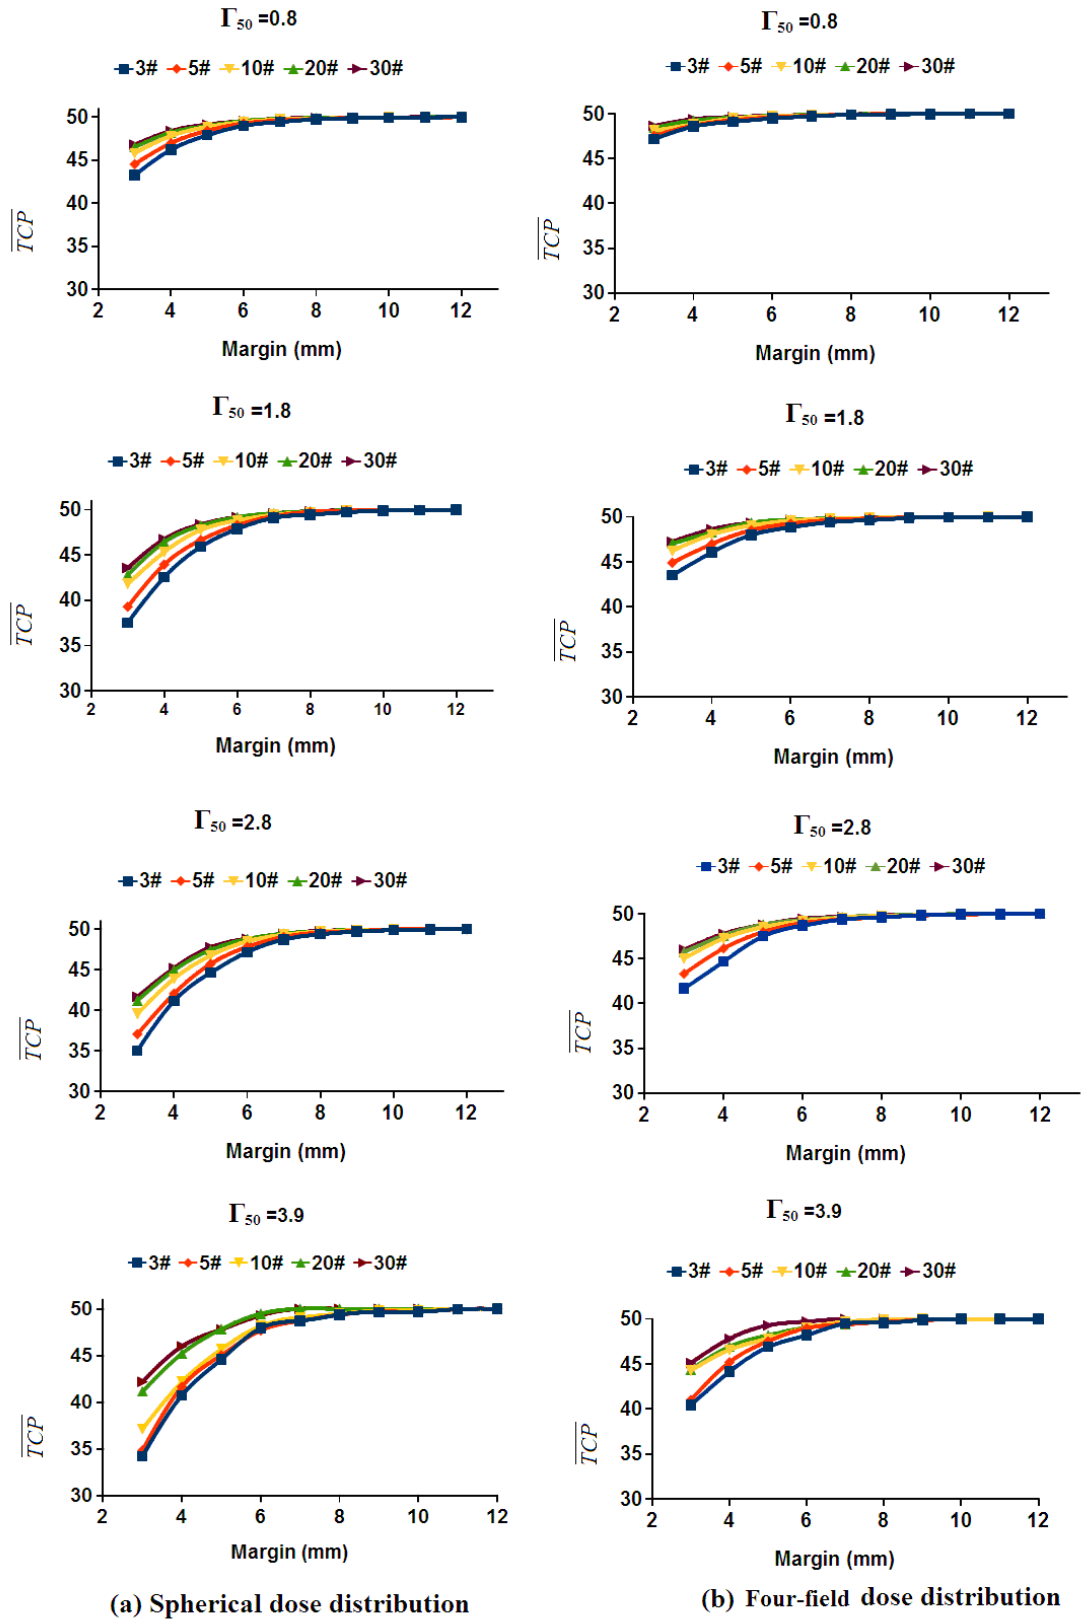 Γ50 =0.8
3# 5# 10# 20# 30#
50
45
40
35
30
TCP
2 4 6 8 10 12
Margin (mm)
Γ50 =0.8
3# 5# 10# 20# 30#
50
45
40
35
30
TCP
2 4 6 8 10 12
Margin (mm)
Γ50 =1.8
3# 5# 10# 20# 30#
50
45
40
35
30
TCP
2 4 6 8 10 12
Margin (mm)
Γ50 =1.8
3# 5# 10# 20# 30#
50
45
40
35
30
TCP
2 4 6 8 10 12
Margin (mm)
Γ50 =2.8
3# 5# 10# 20# 30#
50
45
40
35
30
TCP
2 4 6 8 10 12
Margin (mm)
Γ50 =2.8
3# 5# 10# 20# 30#
50
45
40
35
30
TCP
2 4 6 8 10 12
Margin (mm)
Γ50 =3.9
3# 5# 10# 20# 30#
50
45
40
35
30
TCP
2 4 6 8 10 12
Margin (mm)
Γ50 =3.9
3# 5# 10# 20# 30#
50
45
40
35
30
TCP
2 4 6 8 10 12
Margin (mm)
(a) Spherical dose distribution
(b) Four-field dose distribution